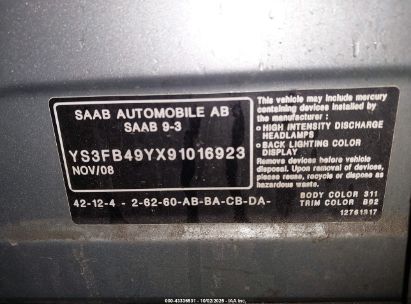 SAAB AUTOMOBILE AB
SAAB 9-3
YS3FB49YX91016923
NOV/08
42-12-4 - 2-62-60-AB-BA-CB-DA-
This vehicle may include mercury
containing devices installed by
the manufacturer :
HIGH INTENSITY DISCHARGE
HEADLAMPS
BACK LIGHTING COLOR
DISPLAY
Remove devices before vehicle
disposal. Upon removal of devices
please reuse, recycle or dispose as
hazardous waste.
BODY COLOR 311
TRIM COLOR B92
12761317